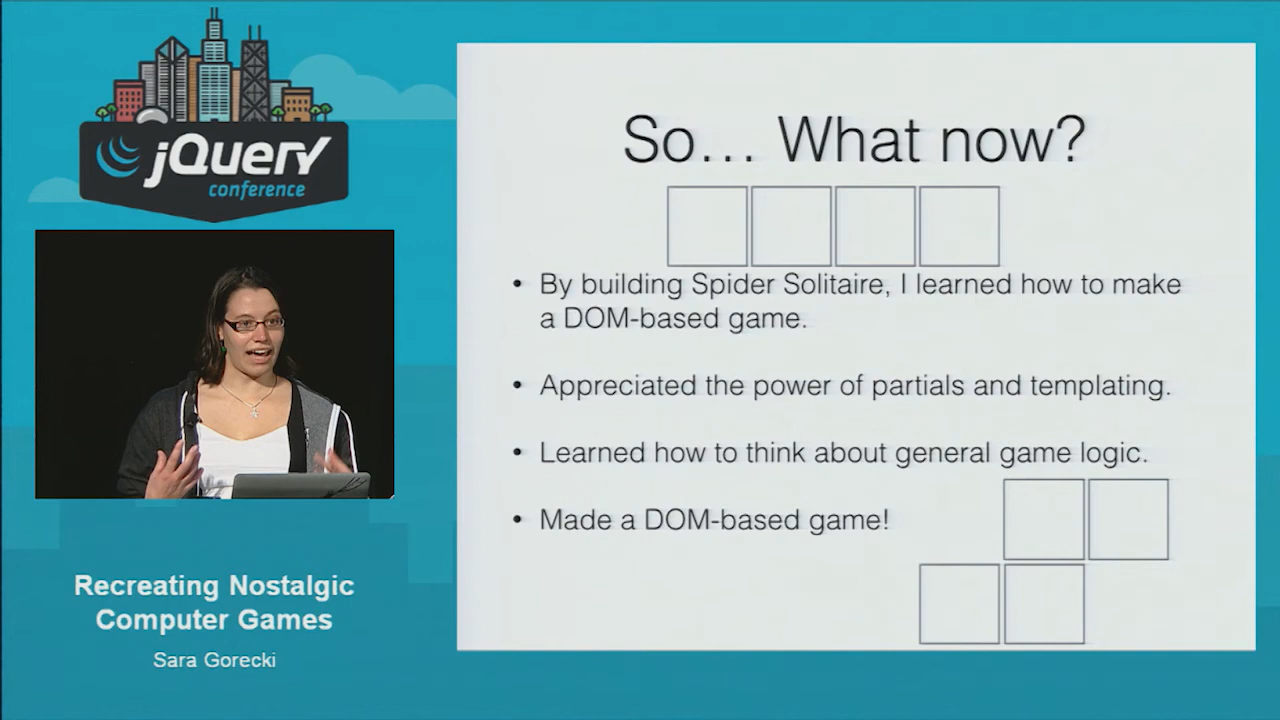 jQuery
conference
So… What now?
• By building Spider Solitaire, I learned how to make
a DOM-based game.
• Appreciated the power of partials and templating.
• Learned how to think about general game logic.
• Made a DOM-based game!
Recreating Nostalgic
Computer Games
Sara Gorecki